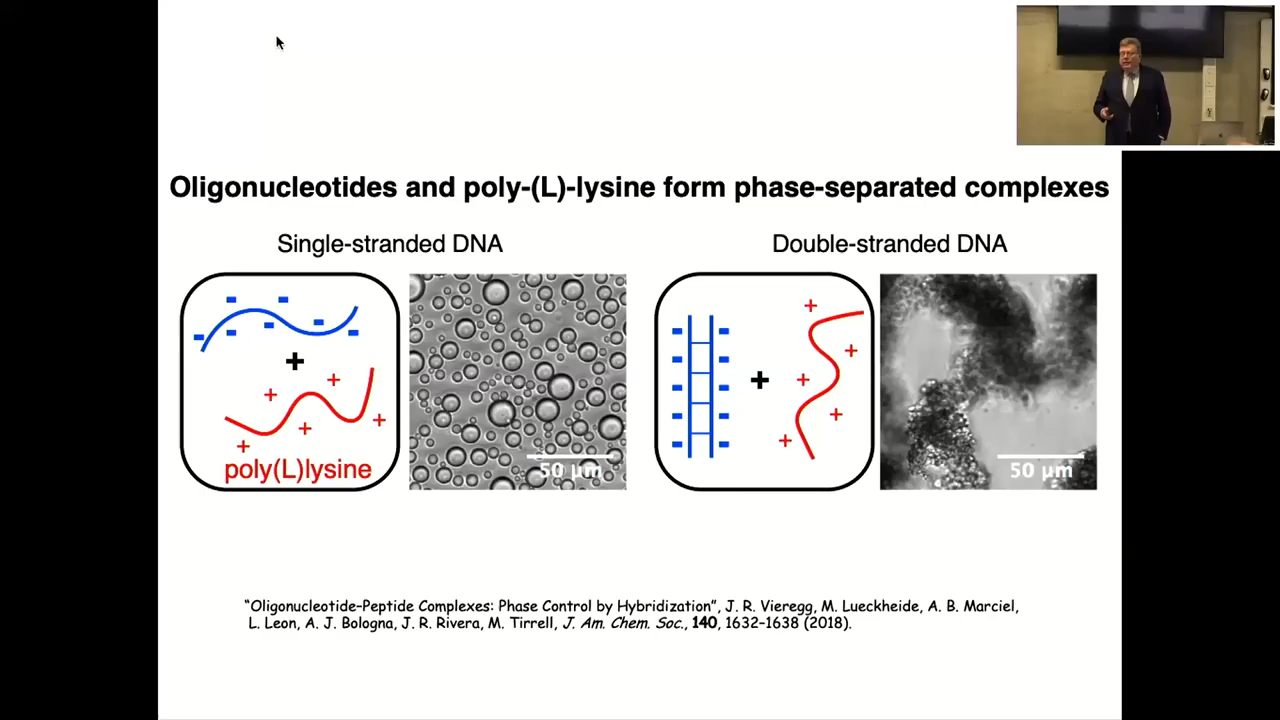 Oligonucleotides and poly-(L)-lysine form phase-separated complexes
Single-stranded DNA
Double-stranded DNA
+
+
+
+
+
+
poly(L)lysine
50 µm
+
+
+
+
+
+
50 µm
“Oligonucleotide–Peptide Complexes: Phase Control by Hybridization”, J. R. Vieregg, M. Lueckheide, A. B. Marciel,
L. Leon, A. J. Bologna, J. R. Rivera, M. Tirrell, J. Am. Chem. Soc., 140, 1632–1638 (2018).